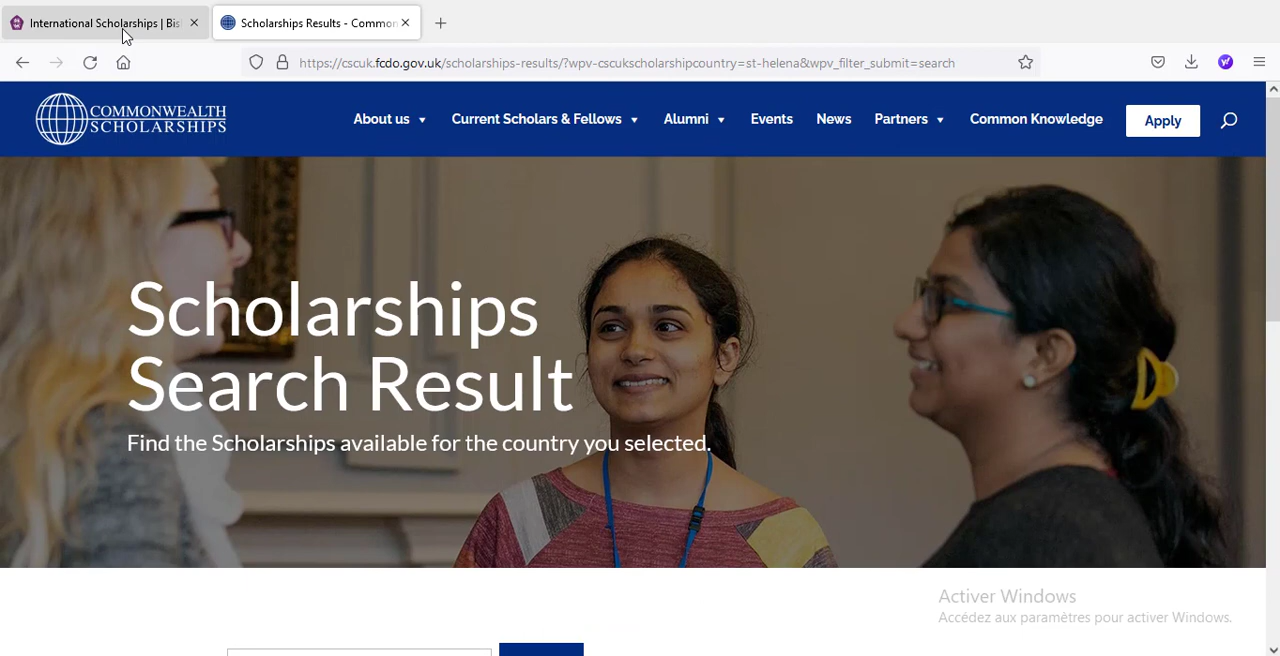 International Scholarships | Bis
Scholarships Results - Common
https://cscuk.fcdo.gov.uk/scholarships-results/?wpv-cscukscholarshipcountry=st-helena&wpv_filter_submit=search
COMMONWEALTH
SCHOLARSHIPS
About us
Current Scholars & Fellows
Alumni
Events
News
Partners
Common Knowledge
Apply
Scholarships
Search Result
Find the Scholarships available for the country you selected.
Activer Windows
Accédez aux paramètres pour activer Windows.